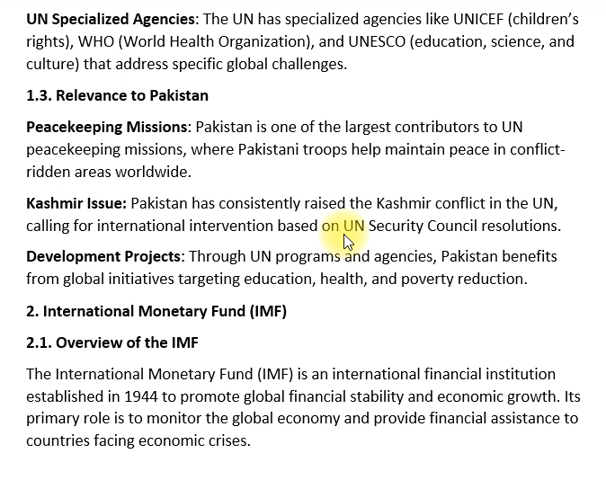 UN Specialized Agencies: The UN has specialized agencies like UNICEF (children’s
rights), WHO (World Health Organization), and UNESCO (education, science, and
culture) that address specific global challenges.
1.3. Relevance to Pakistan
Peacekeeping Missions: Pakistan is one of the largest contributors to UN
peacekeeping missions, where Pakistani troops help maintain peace in conflict-
ridden areas worldwide.
Kashmir Issue: Pakistan has consistently raised the Kashmir conflict in the UN,
calling for international intervention based on UN Security Council resolutions.
Development Projects: Through UN programs and agencies, Pakistan benefits
from global initiatives targeting education, health, and poverty reduction.
2. International Monetary Fund (IMF)
2.1. Overview of the IMF
The International Monetary Fund (IMF) is an international financial institution
established in 1944 to promote global financial stability and economic growth. Its
primary role is to monitor the global economy and provide financial assistance to
countries facing economic crises.